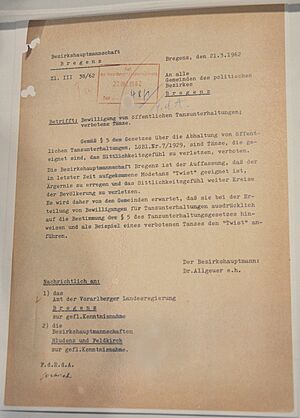 Bezirkshauptmannschaft
Bregenz
Bregenz, den 21.3.1962
Zl. III 38/62
An alle
Gemeinden des politischen
Bezirkes
Bregenz
Betrifft: Bewilligung von öffentlichen Tanzunterhaltungen;
verbotene Tänze.
Gemäß § 5 des Gesetzes über die Abhaltung von öffent-
lichen Tanzunterhaltungen, LGBl.Nr.7/1929, sind Tänze, die ge-
eignet sind, das Sittlichkeitsgefühl zu verletzen, verboten.
Die Bezirkshauptmannschaft Bregenz ist der Auffassung, daß der
in letzter Zeit aufgekommene Modetanz "Twist" geeignet ist,
Ärgernis zu erregen und das Sittlichkeitsgefühl weiter Kreise
der Bevölkerung zu verletzen.
Es wird daher von den Gemeinden erwartet, daß sie bei der Er-
teilung von Bewilligungen für Tanzunterhaltungen ausdrücklich
auf die Bestimmung des § 5 des Tanzunterhaltungsgesetzes hin-
weisen und als Beispiel eines verbotenen Tanzes den "Twist" an-
führen.
Der Bezirkshauptmann:
Dr.Allgeuer e.h.
Nachrichtlich an:
1) das
Amt der Vorarlberger Landesregierung
Bregenz
zur gefl.Kenntnisnahme
2) die
Bezirkshauptmannschaften
Bludenz und Feldkirch
zur gefl.Kenntnisnahme.
F.d.R.d.A.